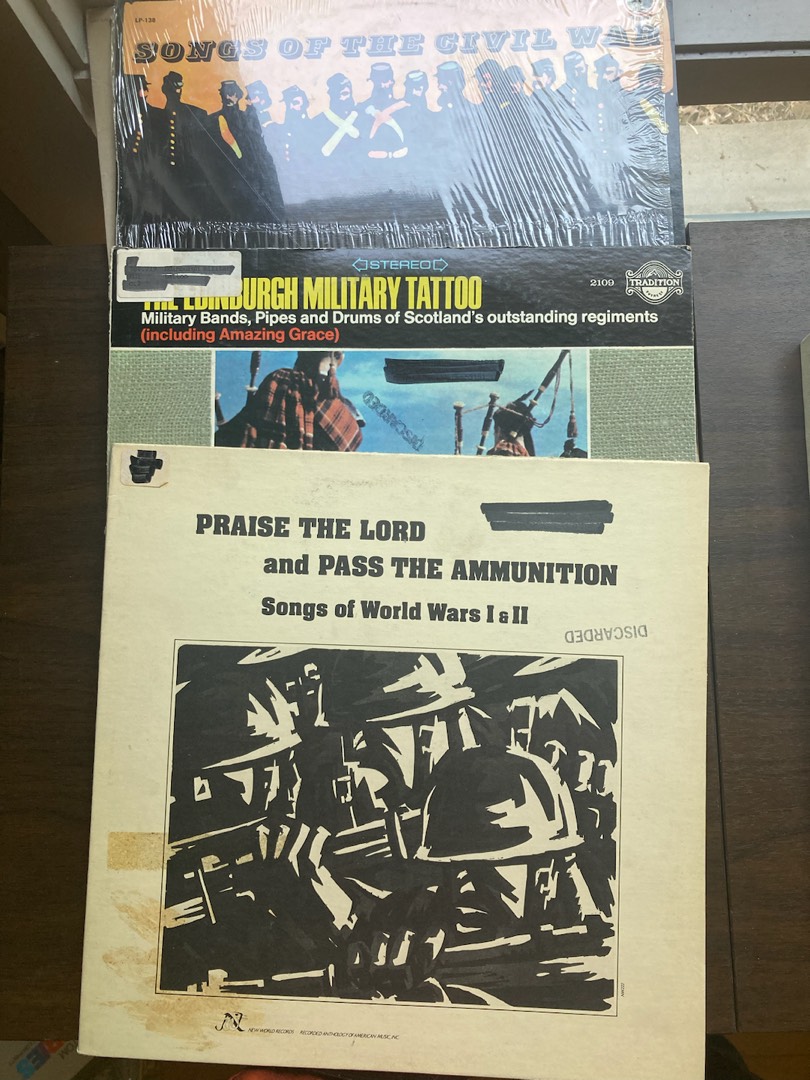 LP-138
SONGS OF THE CIVIL
STEREO
THE EDINBURGH MILITARY TATTOO
2109
TRADITION
Military Bands, Pipes and Drums of Scotland's outstanding regiments
(including Amazing Grace)
DISCARDED
PRAISE THE LORD
and PASS THE AMMUNITION
Songs of World Wars I & II
DISCARDED
NEW WORLD RECORDS RECORDED ANTHOLOGY OF AMERICAN MUSIC, INC.